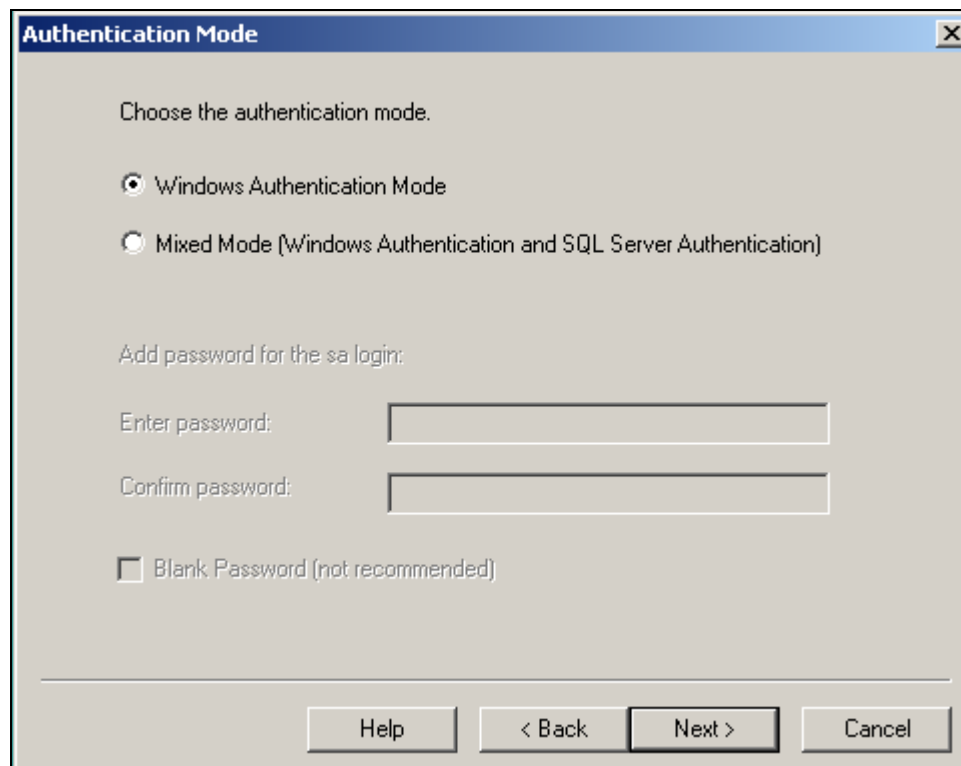 Authentication Mode
Choose the authentication mode.
Windows Authentication Mode
Mixed Mode (Windows Authentication and SQL Server Authentication)
Add password for the sa login:
Enter password:
Confirm password:
Blank Password (not recommended)
Help
< Back
Next >
Cancel